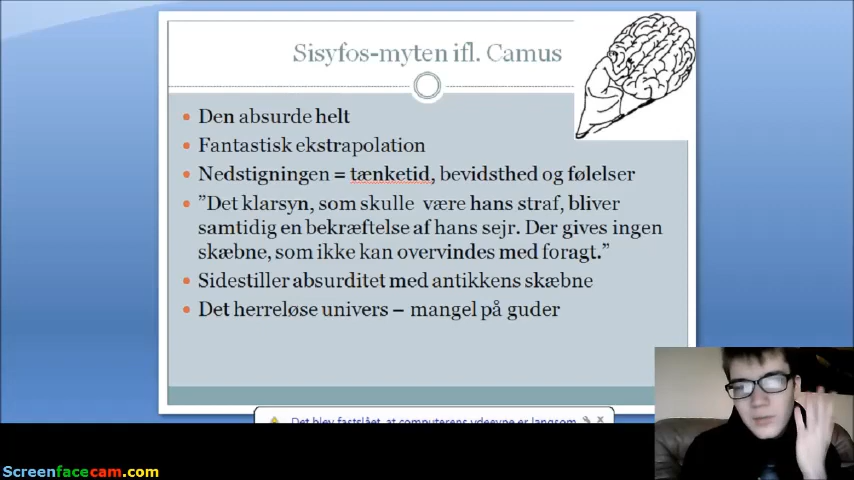 Sisyfos-myten ifl. Camus
Den absurde helt
Fantastisk ekstrapolation
Nedstigningen = tænketid, bevidsthed og følelser
”Det klarsyn, som skulle være hans straf, bliver
samtidig en bekræftelse af hans sejr. Der gives ingen
skæbne, som ikke kan overvindes med foragt.”
Sidestiller absurditet med antikkens skæbne
Det herreløse univers – mangel på guder
Det blev fastslået, at computerens ydeevne er langsom
Screenfacecam.com